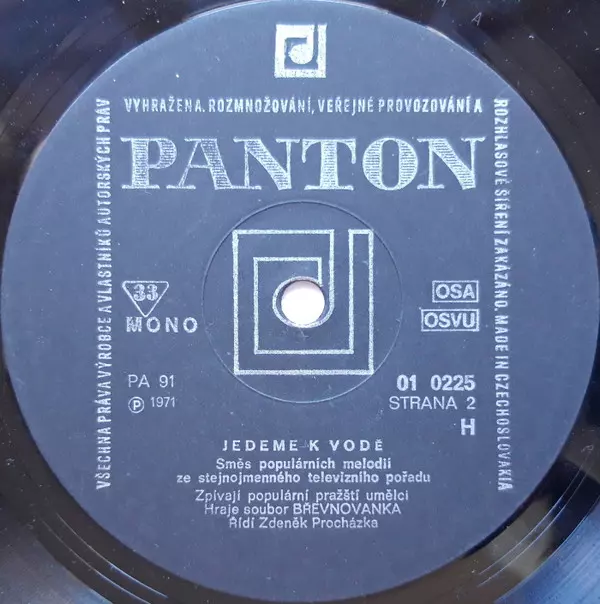 VŠECHNA PRÁVA VÝROBCE A VLASTNÍKŮ AUTORSKÝCH PRÁV
VYHRAŽENA. ROZMNOŽOVÁNÍ, VEŘEJNÉ PROVOZOVÁNÍ A
ROZHLASOVÉ ŠÍŘENÍ ZAKÁZÁNO. MADE IN CZECHOSLOVAKIA
PANTON
33
MONO
OSA
OSVU
PA 91
℗ 1971
01 0225
STRANA 2
H
JEDEME K VODĚ
Směs populárních melodií
ze stejnojmenného televizního pořadu
Zpívají populární pražští umělci
Hraje soubor BŘEVNOVANKA
Řídí Zdeněk Procházka